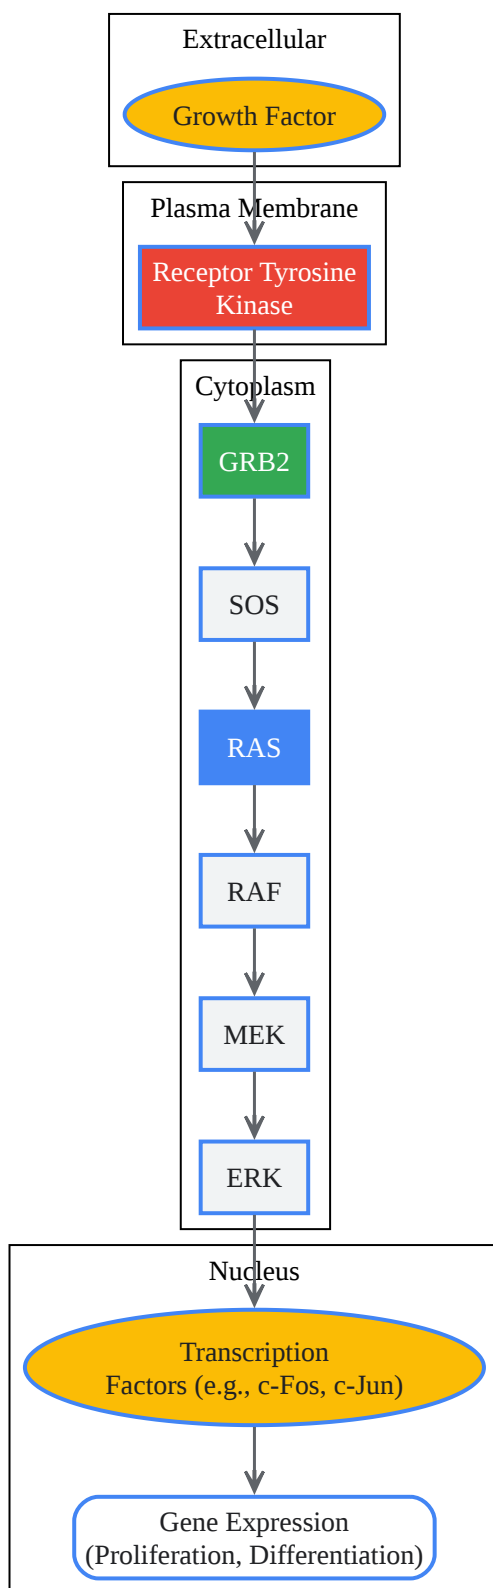 Extracellular
Growth Factor
Plasma Membrane
Receptor Tyrosine
Kinase
Cytoplasm
GRB2
SOS
RAS
RAF
MEK
ERK
Nucleus
Transcription
Factors (e.g., c-Fos, c-Jun)
Gene Expression
(Proliferation, Differentiation)